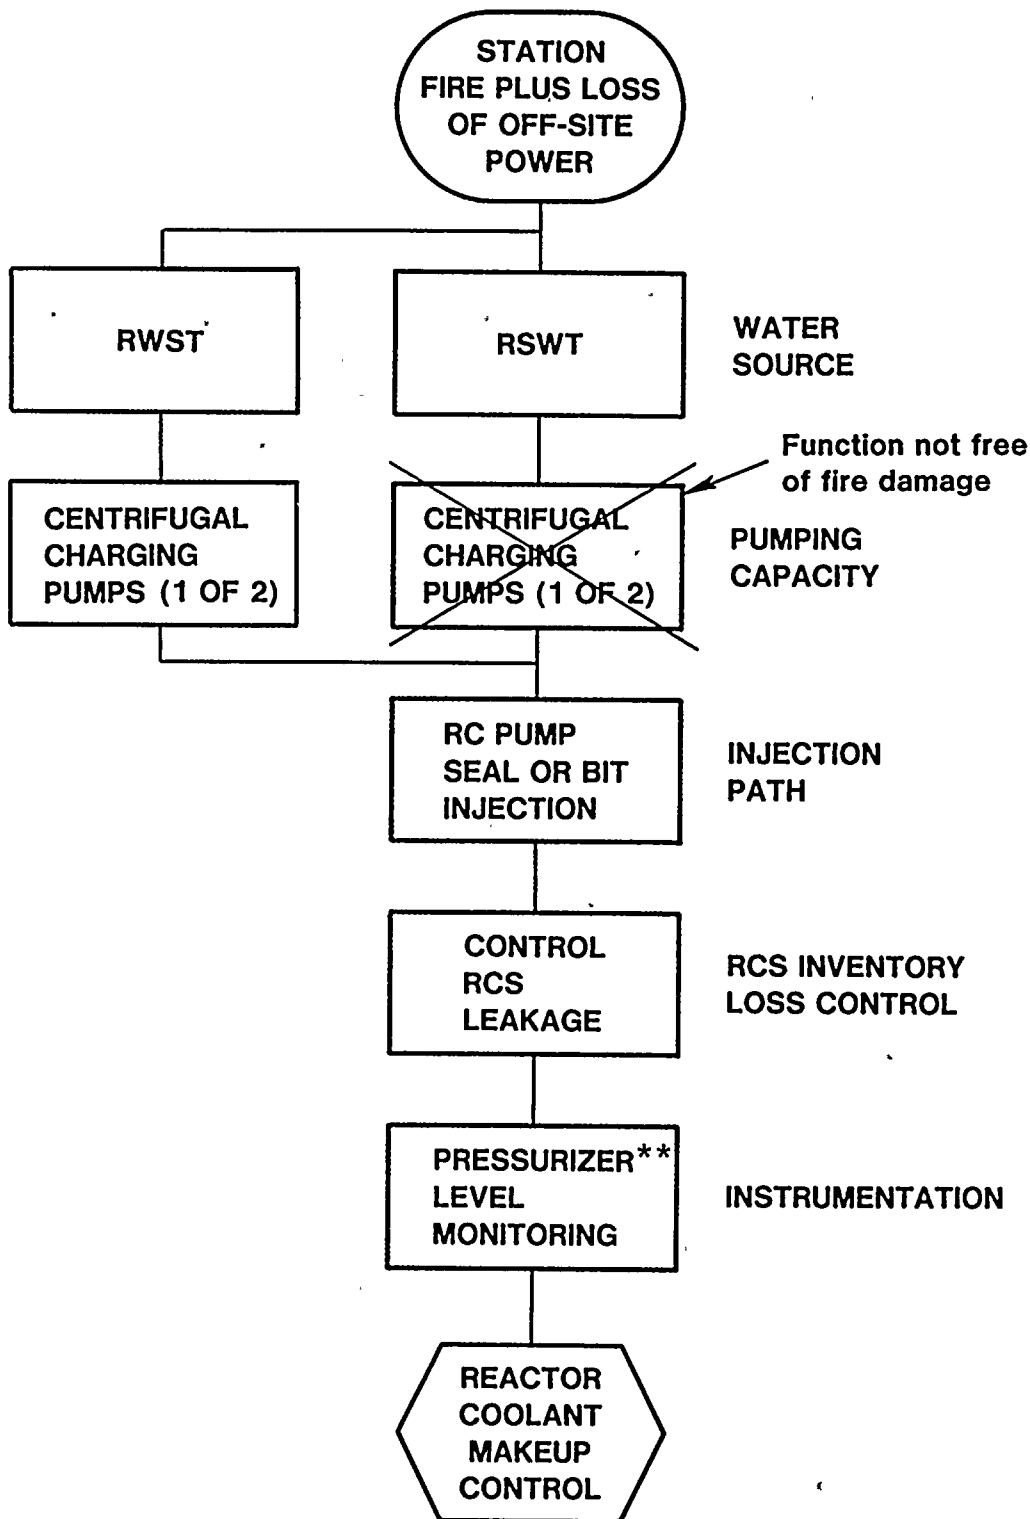 STATION
FIRE PLUS LOSS
OF OFF-SITE
POWER
RWST
RSWT
WATER
SOURCE
Function not free
of fire damage
CENTRIFUGAL
CHARGING
PUMPS (1 OF 2)
CENTRIFUGAL
CHARGING
PUMPS (1 OF 2)
PUMPING
CAPACITY
RC PUMP
SEAL OR BIT
INJECTION
INJECTION
PATH
CONTROL
RCS
LEAKAGE
RCS INVENTORY
LOSS CONTROL
PRESSURIZER**
LEVEL
MONITORING
INSTRUMENTATION
REACTOR
COOLANT
MAKEUP
CONTROL